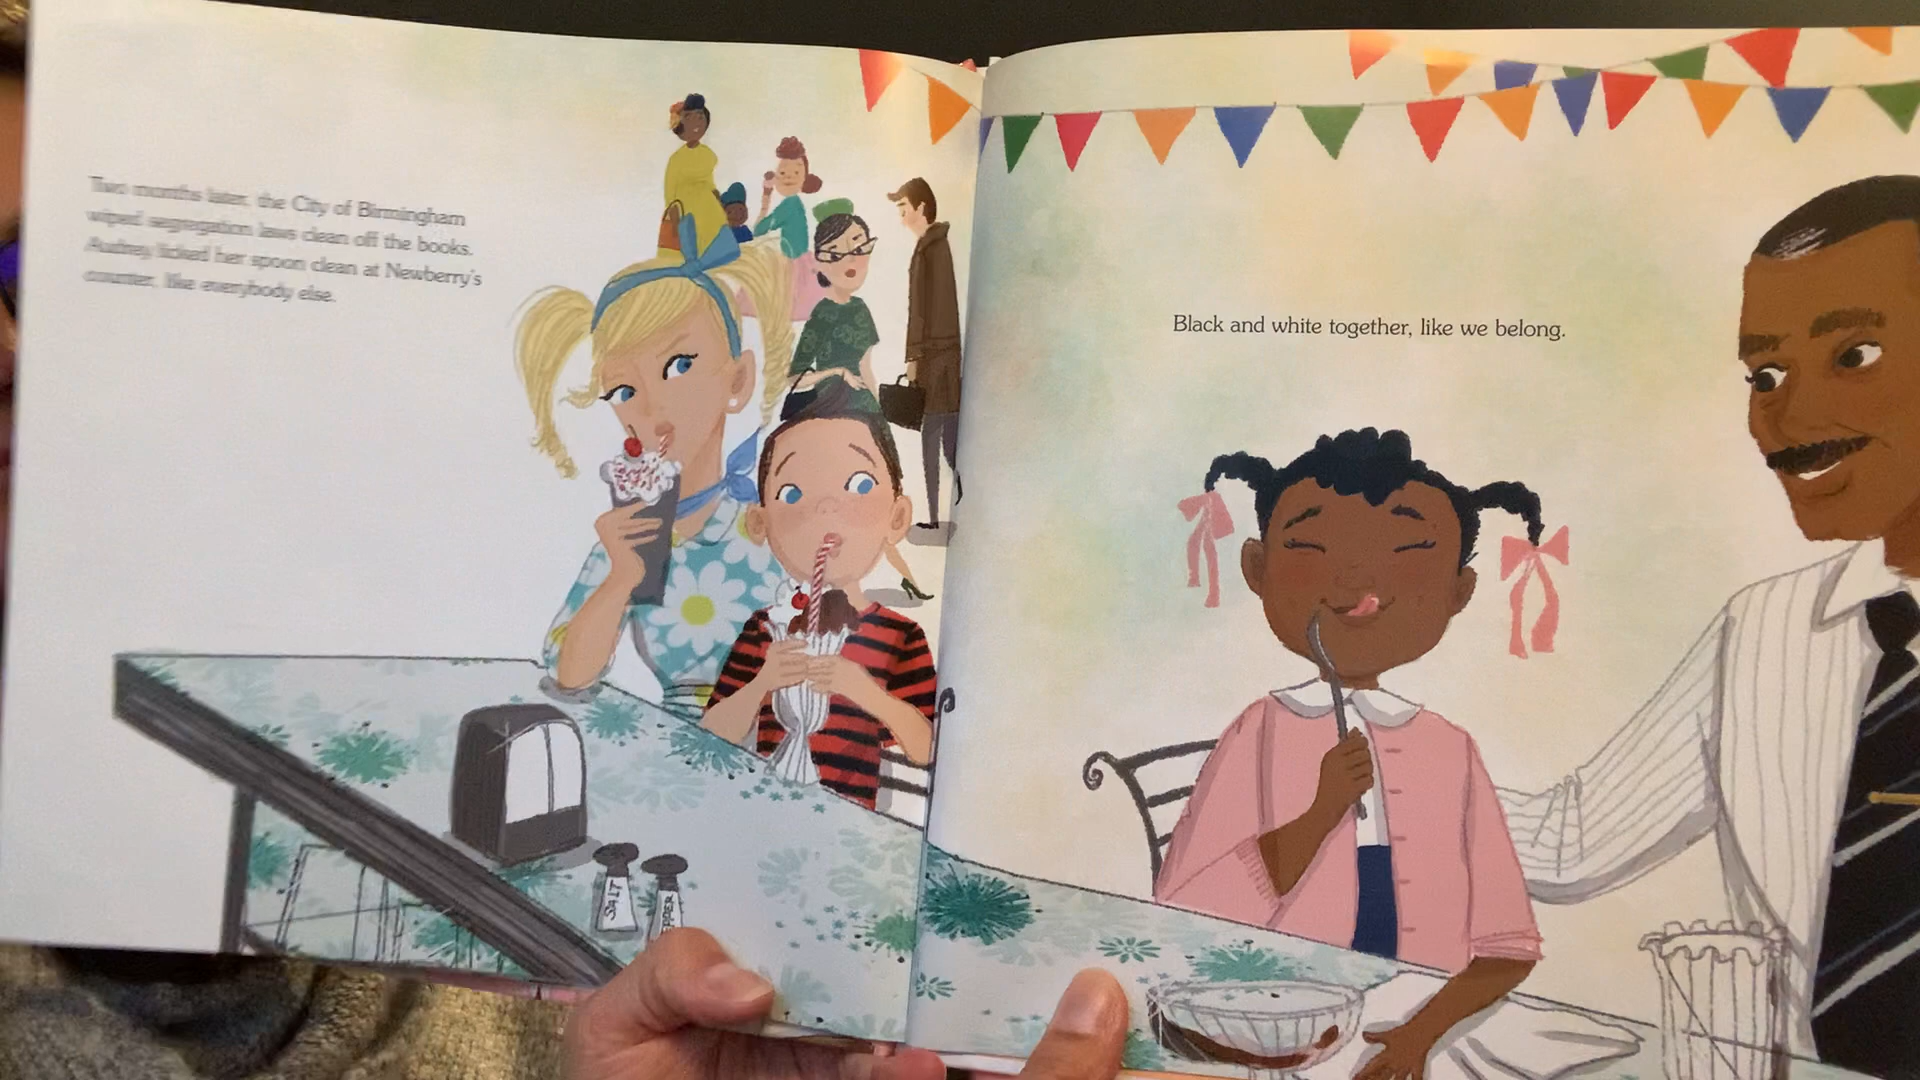 Two months later, the City of Birmingham
wiped segregation laws clean off the books.
Audrey licked her spoon clean at Newberry's
counter, like everybody else.
Black and white together, like we belong.
SALT
EPPER